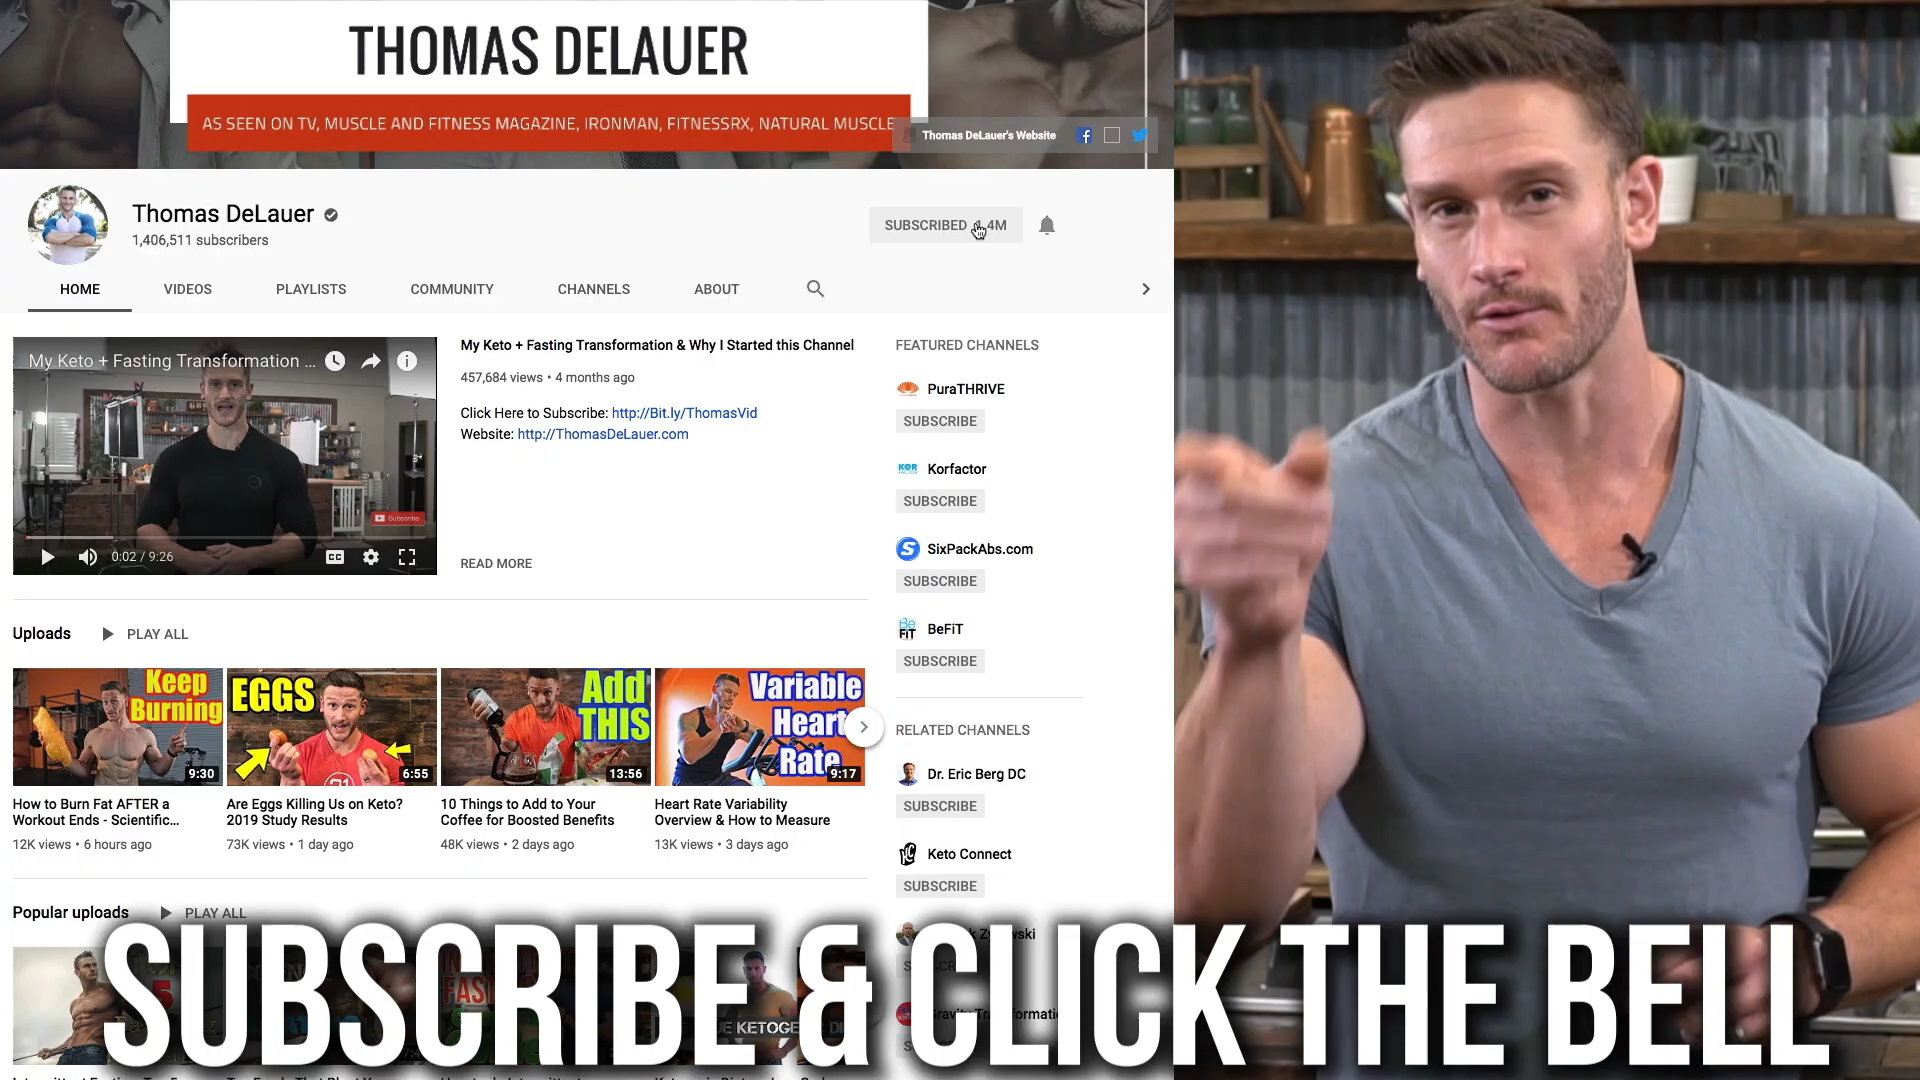 THOMAS DELAUER
AS SEEN ON TV, MUSCLE AND FITNESS MAGAZINE, IRONMAN, FITNESSRX, NATURAL MUSCLE
Thomas DeLauer's Website
Thomas DeLauer
1,406,511 subscribers
SUBSCRIBED 1.4M
HOME VIDEOS PLAYLISTS COMMUNITY CHANNELS ABOUT
My Keto + Fasting Transformation ...
Subscribe
0:02 / 9:26
CC
My Keto + Fasting Transformation & Why I Started this Channel
457,684 views • 4 months ago
Click Here to Subscribe: http://Bit.ly/ThomasVid
Website: http://ThomasDeLauer.com
READ MORE
FEATURED CHANNELS
PuraTHRIVE
SUBSCRIBE
KOR
Korfactor
SUBSCRIBE
S
SixPackAbs.com
SUBSCRIBE
Be
FiT
BeFiT
SUBSCRIBE
Uploads PLAY ALL
Keep
Burning
9:30
How to Burn Fat AFTER a
Workout Ends - Scientific...
12K views • 6 hours ago
EGGS
6:55
Are Eggs Killing Us on Keto?
2019 Study Results
73K views • 1 day ago
Add
THIS
13:56
10 Things to Add to Your
Coffee for Boosted Benefits
48K views • 2 days ago
Variable
Heart
Rate
9:17
Heart Rate Variability
Overview & How to Measure
13K views • 3 days ago
RELATED CHANNELS
Dr. Eric Berg DC
SUBSCRIBE
KC
Keto Connect
SUBSCRIBE
Popular uploads PLAY ALL
SUBSCRIBE & CLICK THE BELL